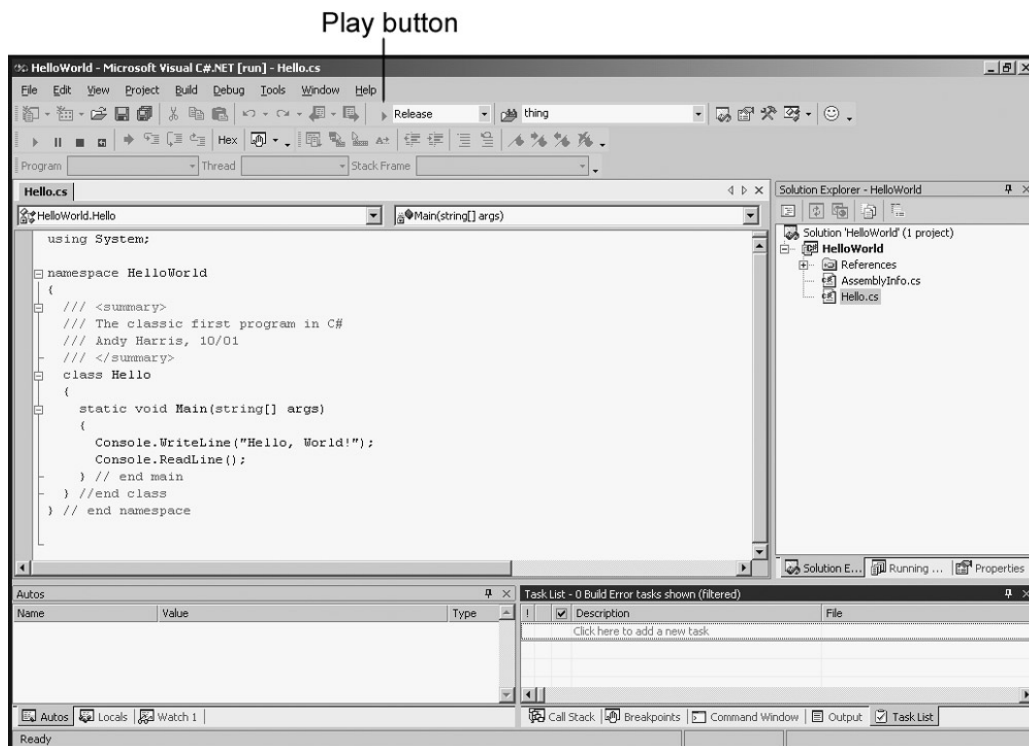 Play button
HelloWorld - Microsoft Visual C#.NET [run] - Hello.cs
File Edit View Project Build Debug Tools Window Help
Release thing
Hex
Program Thread Stack Frame
Hello.cs
HelloWorld.Hello Main(string[] args)
using System;
namespace HelloWorld
{
/// <summary>
/// The classic first program in C#
/// Andy Harris, 10/01
/// </summary>
class Hello
{
static void Main(string[] args)
{
Console.WriteLine("Hello, World!");
Console.ReadLine();
} // end main
} //end class
} // end namespace
Solution Explorer - HelloWorld
Solution 'HelloWorld' (1 project)
HelloWorld
References
AssemblyInfo.cs
Hello.cs
Solution E... Running ... Properties
Autos
Name Value Type
Autos Locals Watch 1
Task List - 0 Build Error tasks shown (filtered)
! Description File
Click here to add a new task
Call Stack Breakpoints Command Window Output Task List
Ready